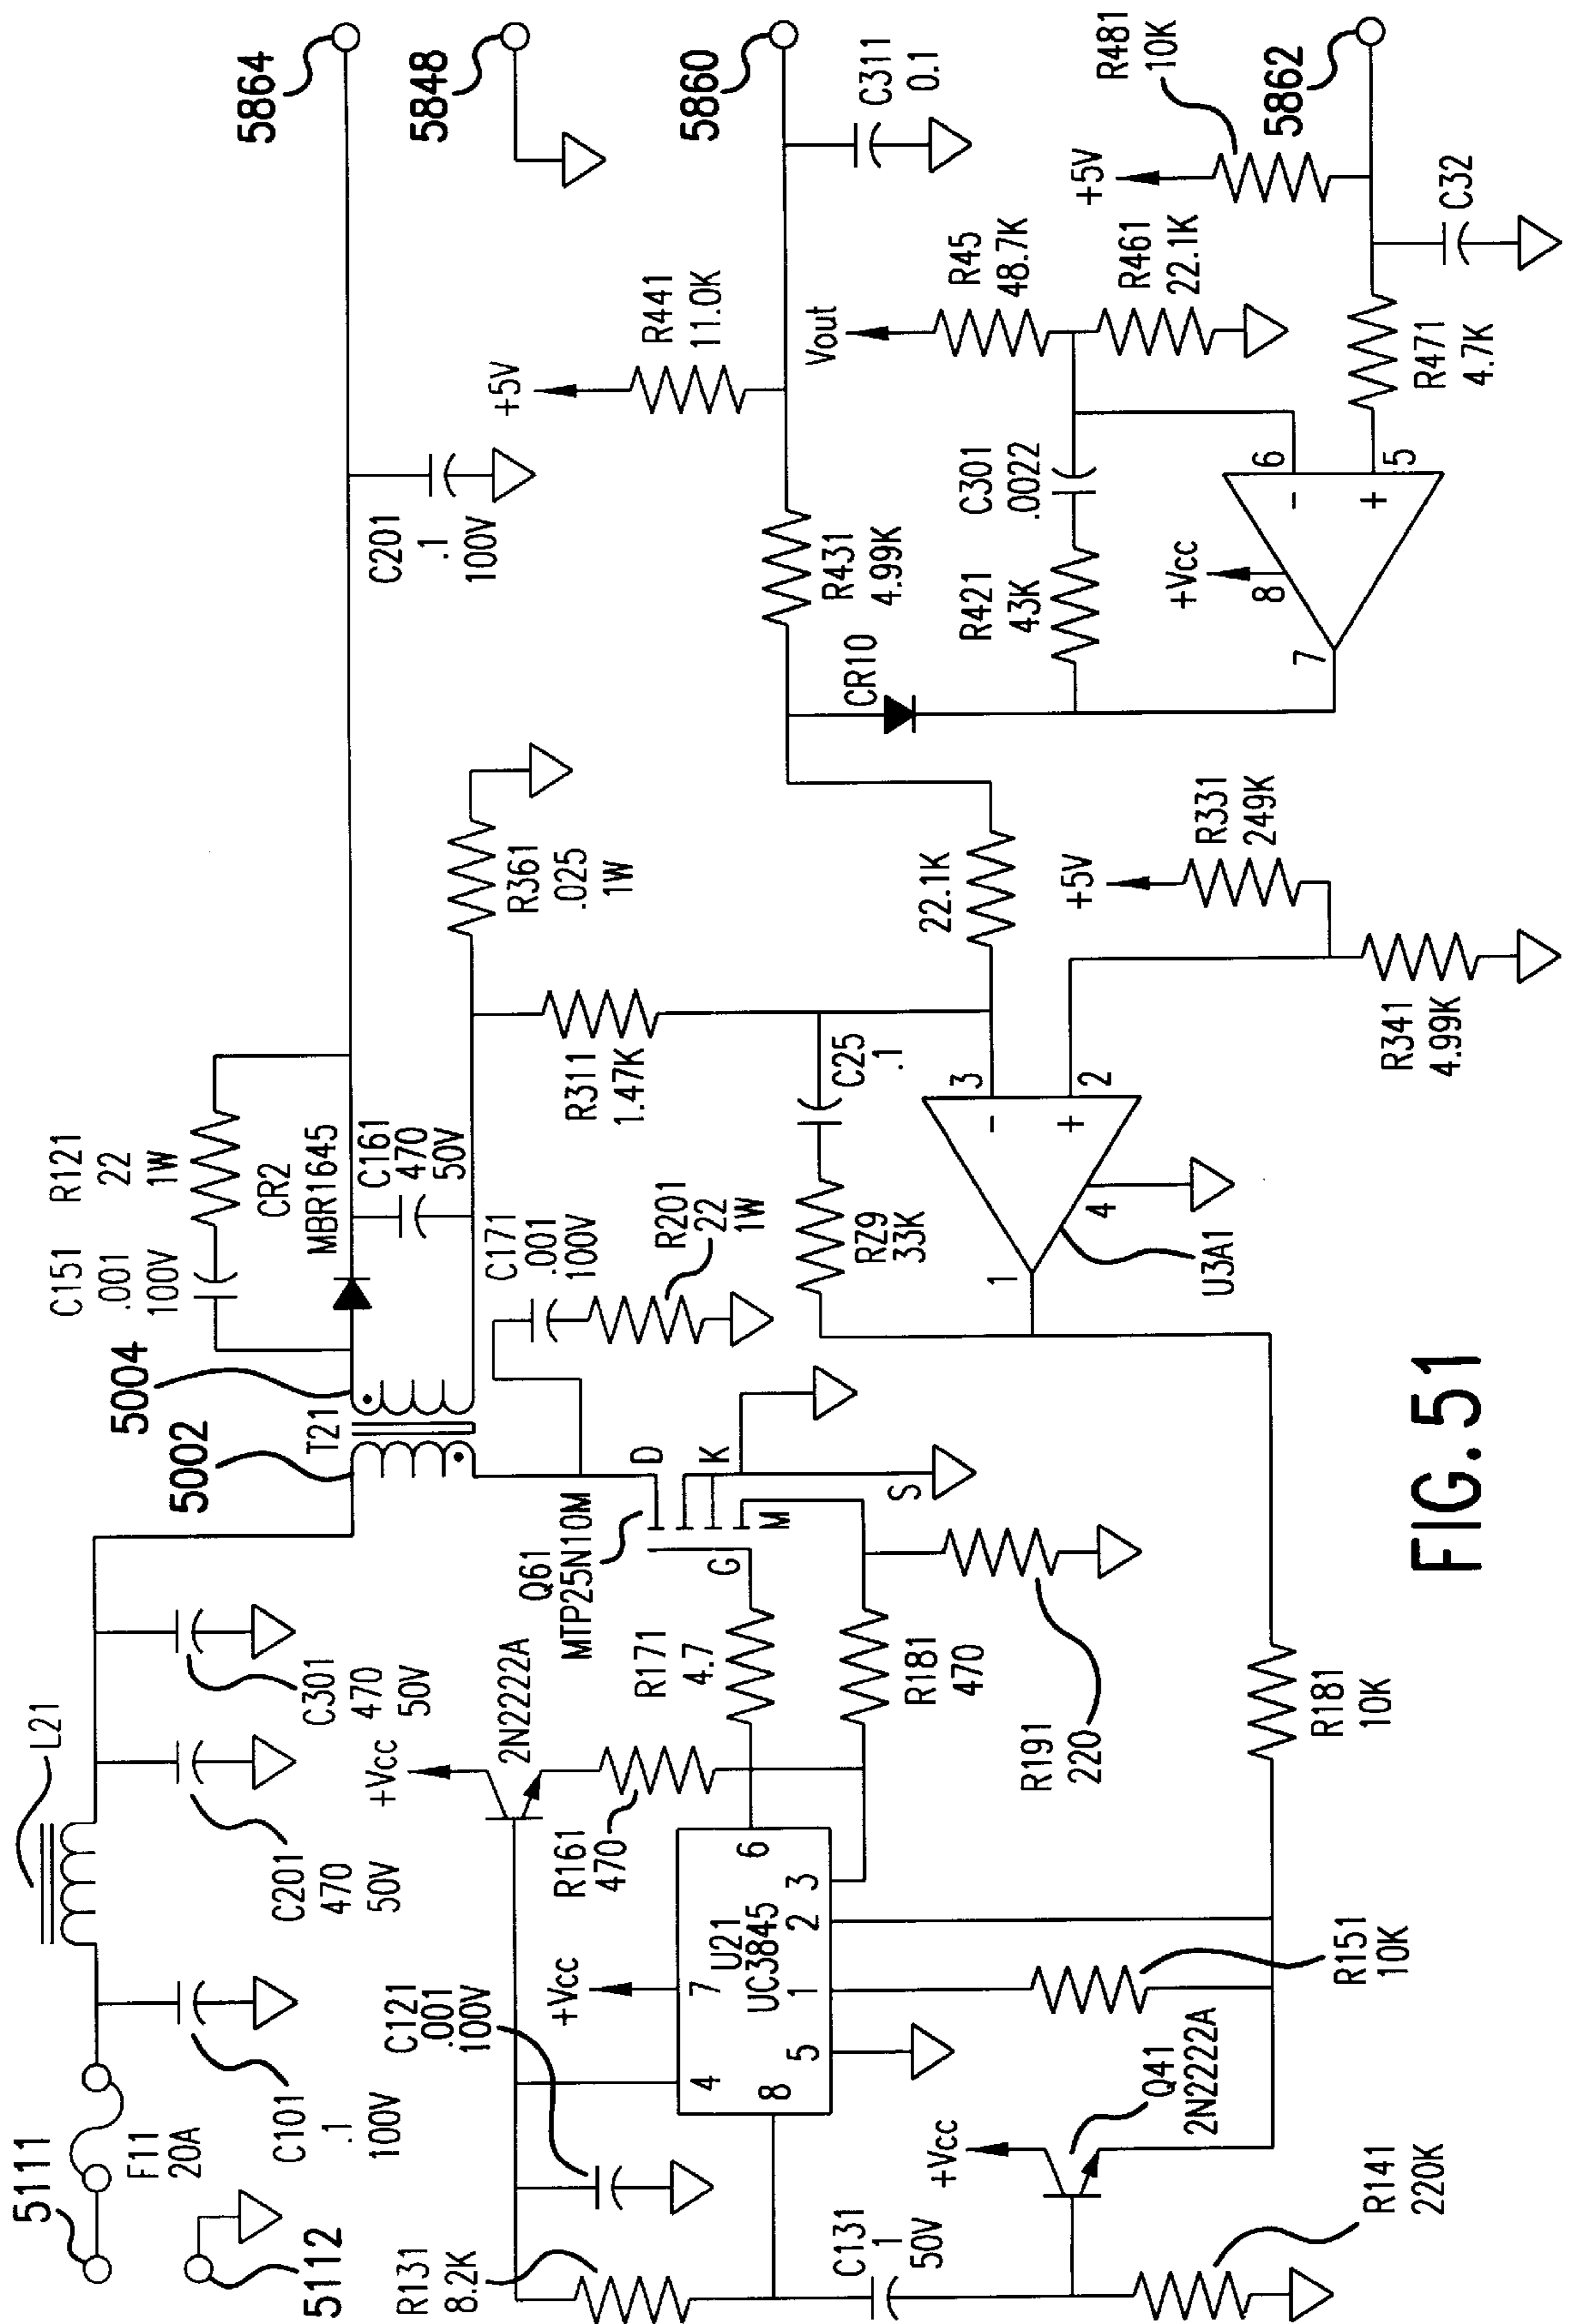 5111
F11
20A
5112
C101
.1
100V
L21
C201
470
50V
C301
470
50V
5002
5004
T21
C151
.001
100V
R121
22
1W
CR2
MBR1645
C161
470
50V
C201
.1
100V
5864
5848
R361
.025
1W
C171
.001
100V
R201
22
1W
R311
1.47K
Q61
MTP25N10M
D
K
G
M
S
+Vcc
2N2222A
R161
470
R171
4.7
R181
470
R191
220
C121
.001
100V
R131
8.2K
+Vcc
U21
UC3845
7
4
8
5
1
2
3
6
C131
1
50V
+Vcc
Q41
2N2222A
R141
220K
R151
10K
R181
10K
RZ9
33K
C25
.1
1
3
2
4
-
+
U3A1
22.1K
+5V
R331
249K
R341
4.99K
CR10
R431
4.99K
+5V
R441
11.0K
5860
C311
0.1
R421
43K
C301
.0022
Vout
R45
48.7K
R461
22.1K
+Vcc
8
7
6
5
-
+
R471
4.7K
+5V
R481
10K
5862
C32
FIG. 51